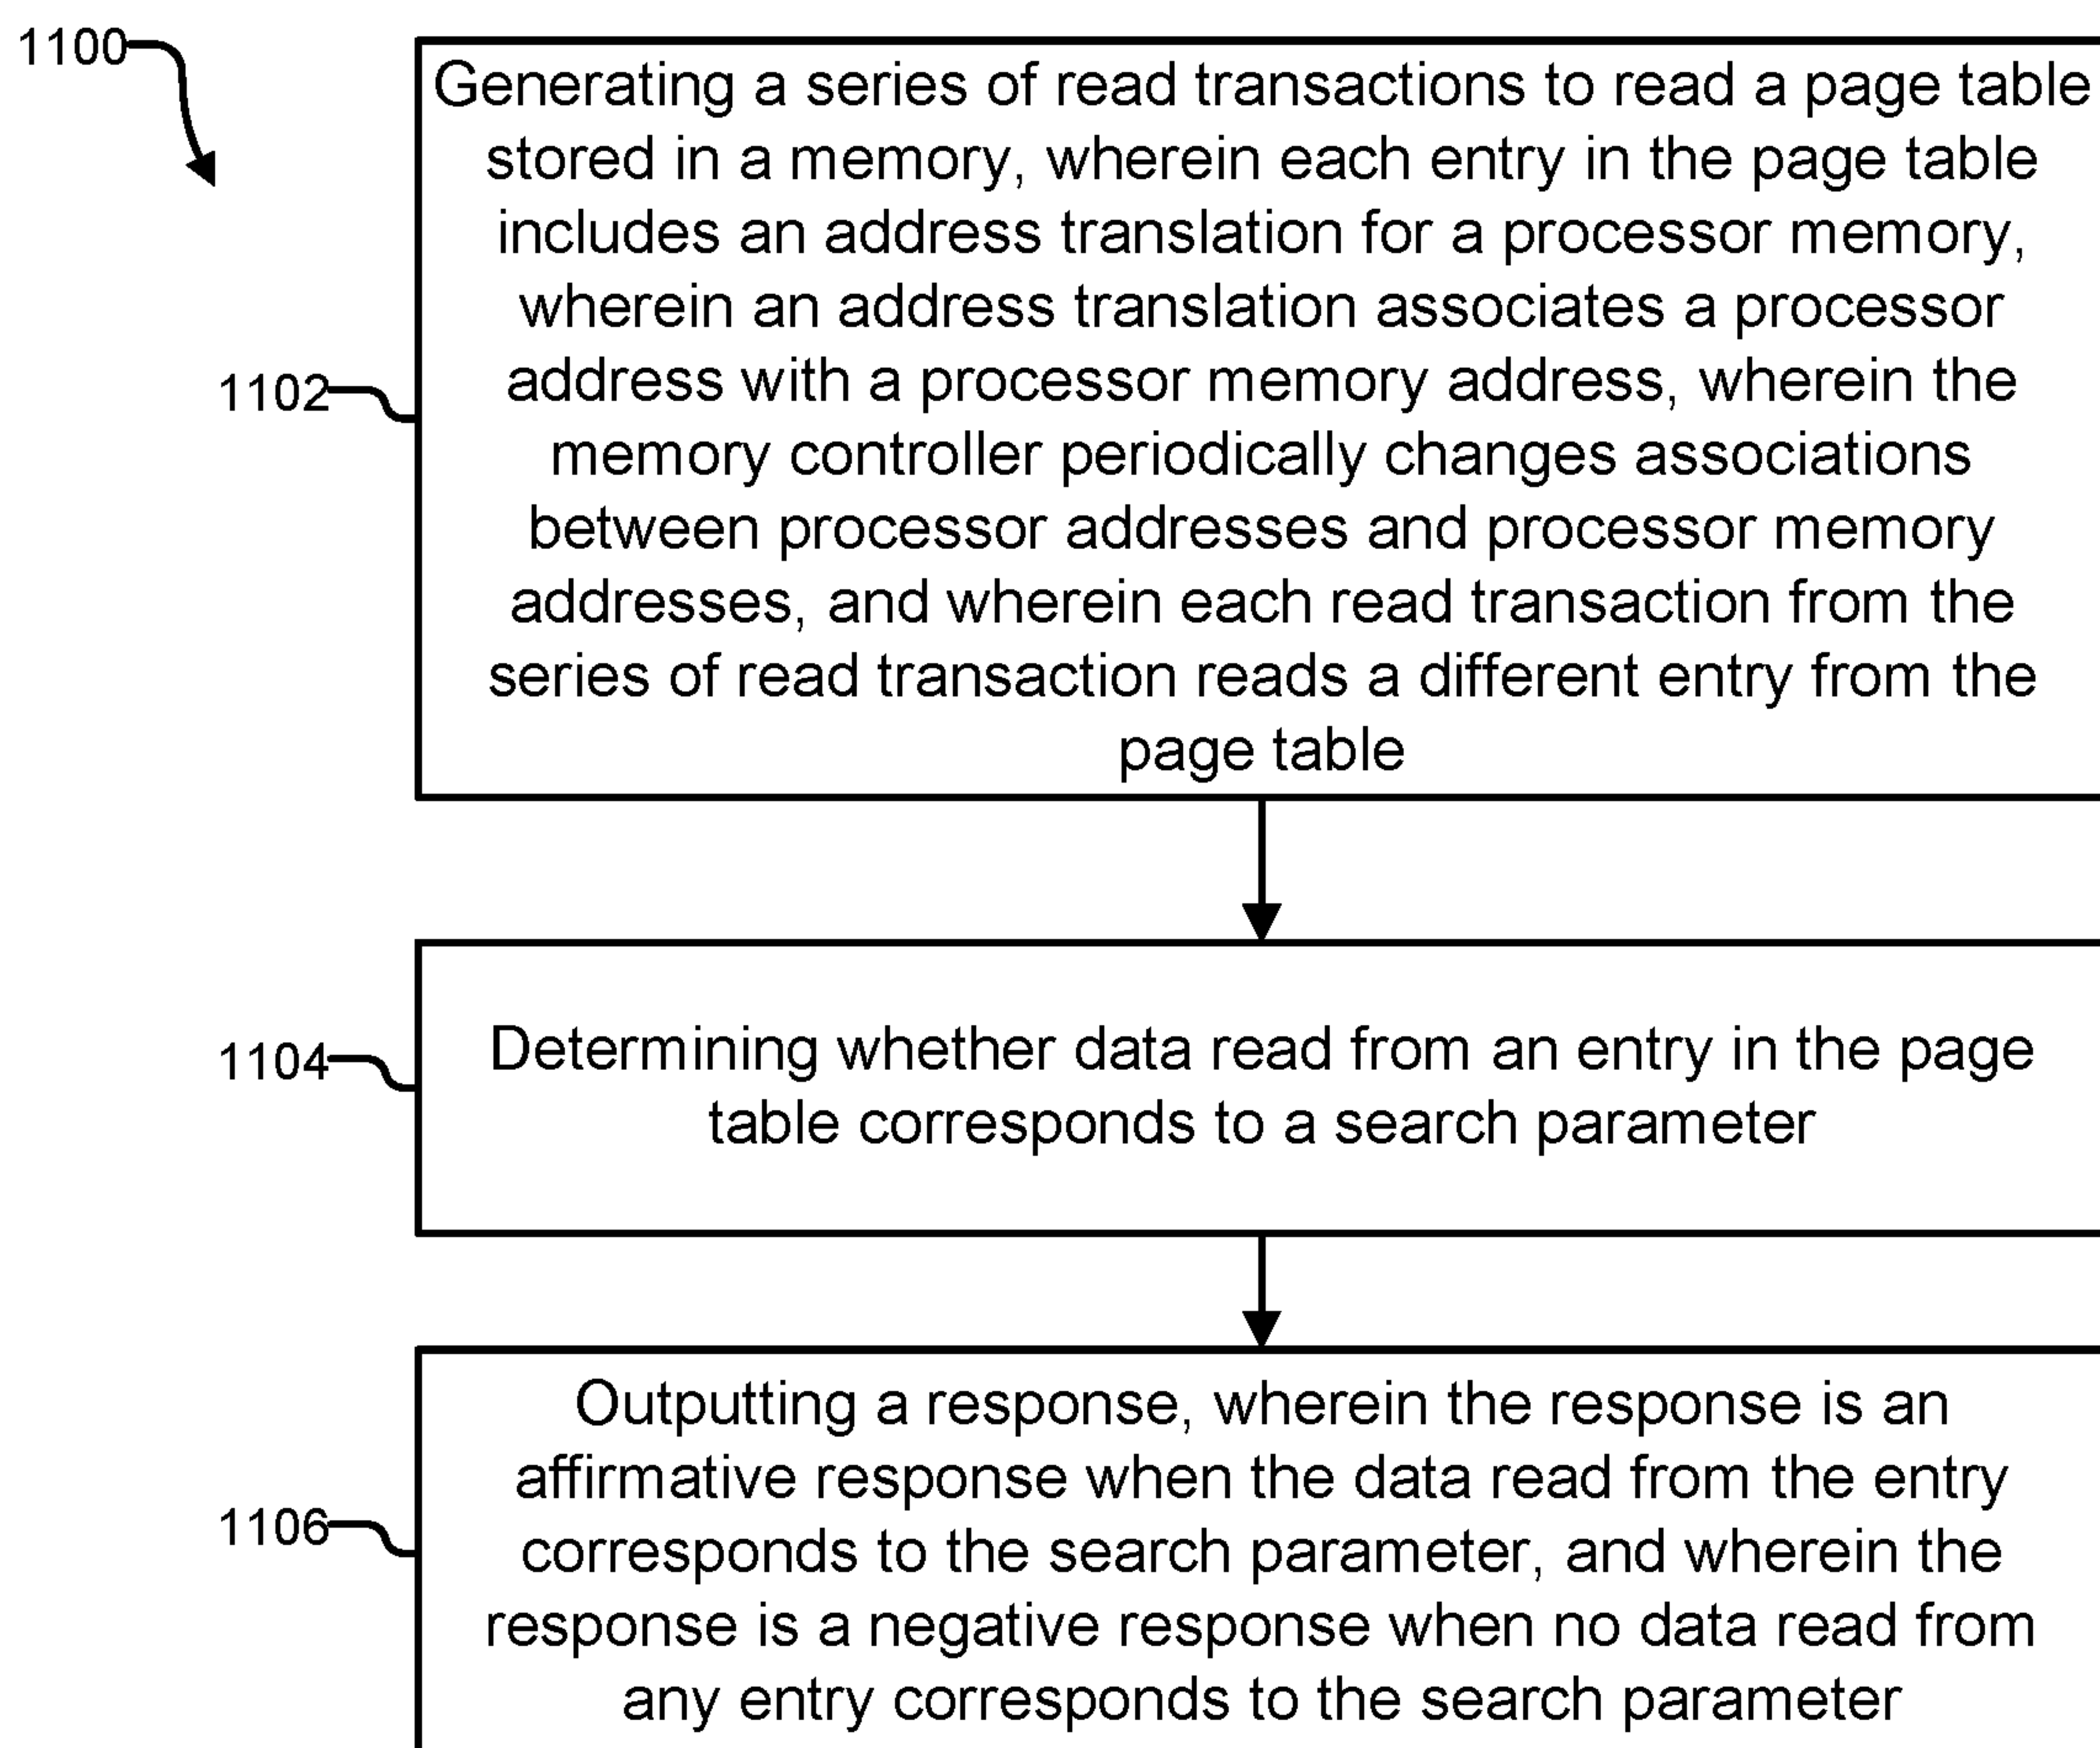 1100
Generating a series of read transactions to read a page table
stored in a memory, wherein each entry in the page table
includes an address translation for a processor memory,
wherein an address translation associates a processor
address with a processor memory address, wherein the
1102
memory controller periodically changes associations
between processor addresses and processor memory
addresses, and wherein each read transaction from the
series of read transaction reads a different entry from the
page table
1104
Determining whether data read from an entry in the page
table corresponds to a search parameter
Outputting a response, wherein the response is an
affirmative response when the data read from the entry
1106
corresponds to the search parameter, and wherein the
response is a negative response when no data read from
any entry corresponds to the search parameter